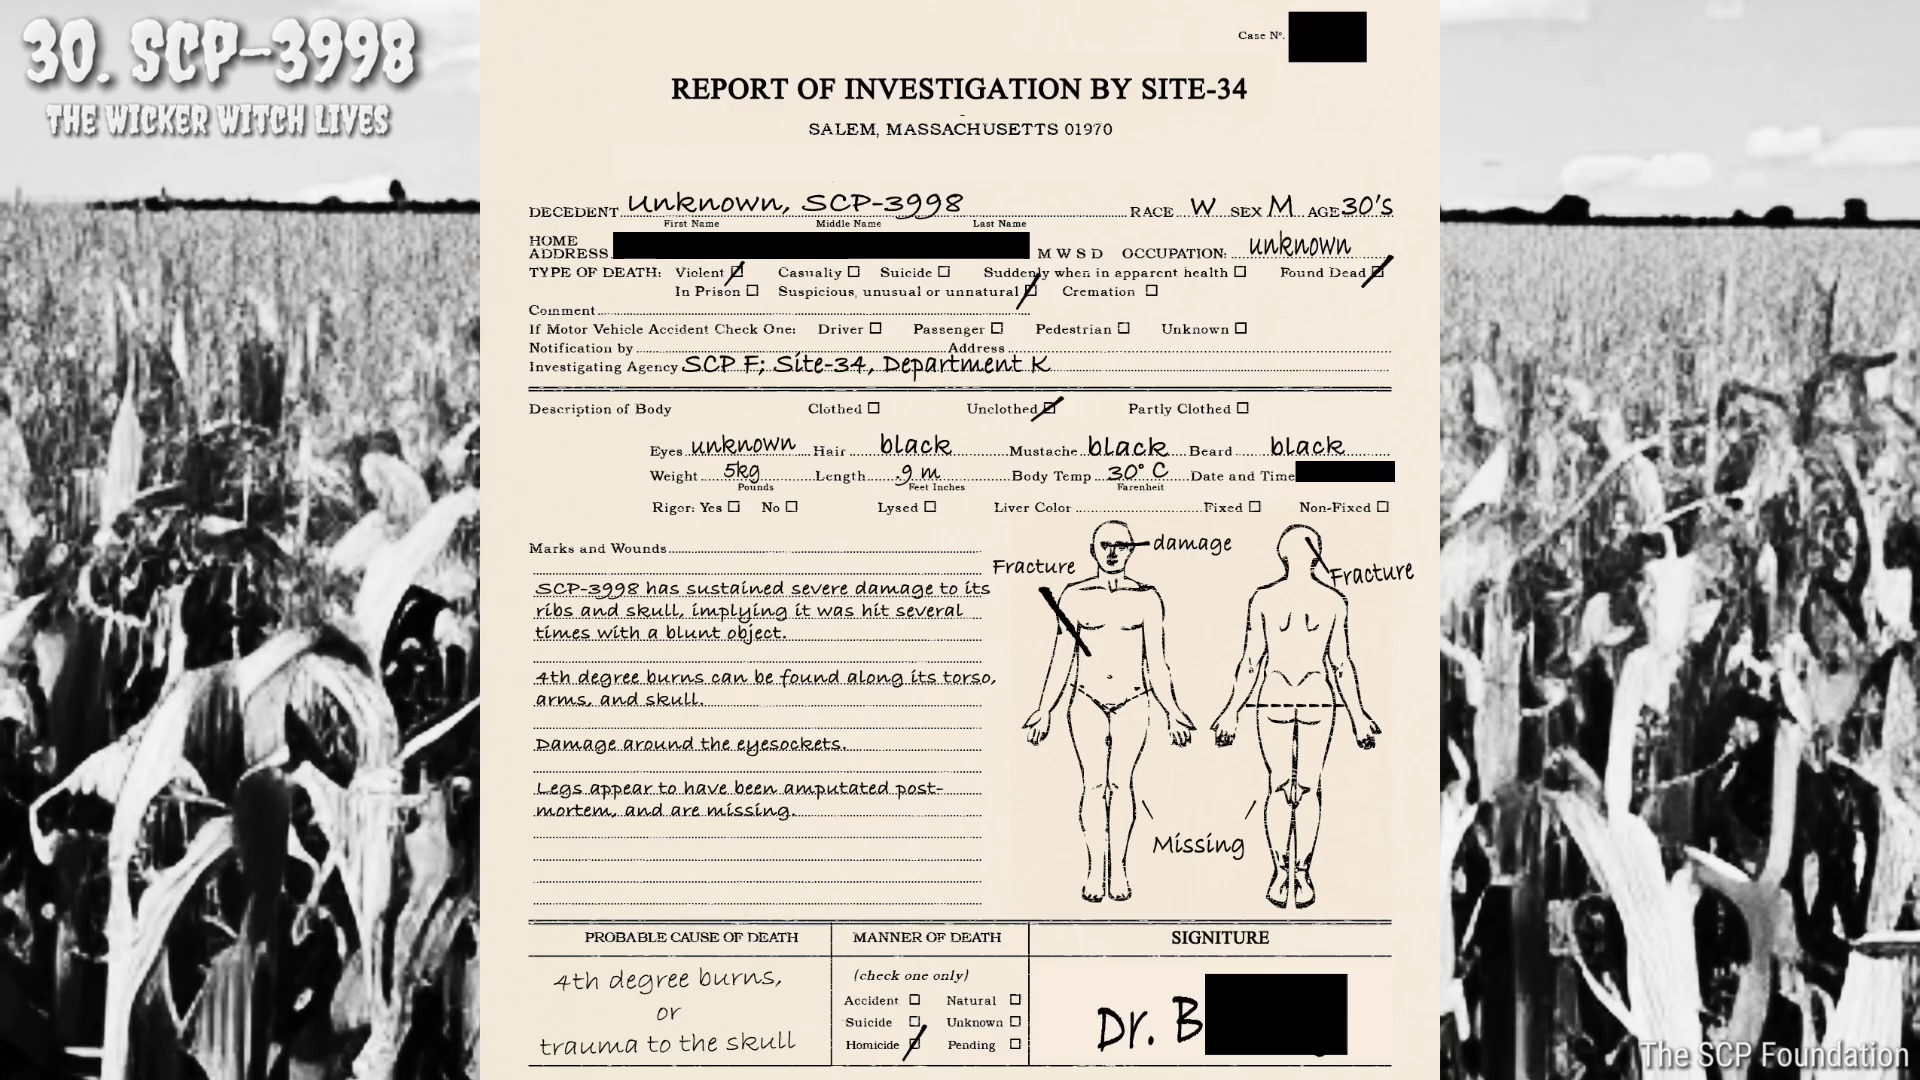 30. SCP-3998
THE WICKER WITCH LIVES
Case Nº.
REPORT OF INVESTIGATION BY SITE-34
SALEM, MASSACHUSETTS 01970
DECEDENT Unknown, SCP-3998 RACE W SEX M AGE 30's
First Name Middle Name Last Name
HOME ADDRESS M W S D OCCUPATION: unknown
TYPE OF DEATH: Violent Casualty Suicide Suddenly when in apparent health Found Dead
In Prison Suspicious, unusual or unnatural Cremation
Comment
If Motor Vehicle Accident Check One: Driver Passenger Pedestrian Unknown
Notification by Address
Investigating Agency SCP F; Site-34, Department K
Description of Body Clothed Unclothed Partly Clothed
Eyes unknown Hair black Mustache black Beard black
Weight 5kg Length .9 m Body Temp 30° C Date and Time
Pounds Feet Inches Farenheit
Rigor: Yes No Lysed Liver Color Fixed Non-Fixed
Marks and Wounds
damage
Fracture
Fracture
SCP-3998 has sustained severe damage to its
ribs and skull, implying it was hit several
times with a blunt object.
4th degree burns can be found along its torso,
arms, and skull.
Damage around the eyesockets.
Legs appear to have been amputated post-
mortem, and are missing.
Missing
PROBABLE CAUSE OF DEATH MANNER OF DEATH SIGNITURE
4th degree burns,
or
trauma to the skull
(check one only)
Accident Natural
Suicide Unknown
Homicide Pending
Dr. B
The SCP Foundation